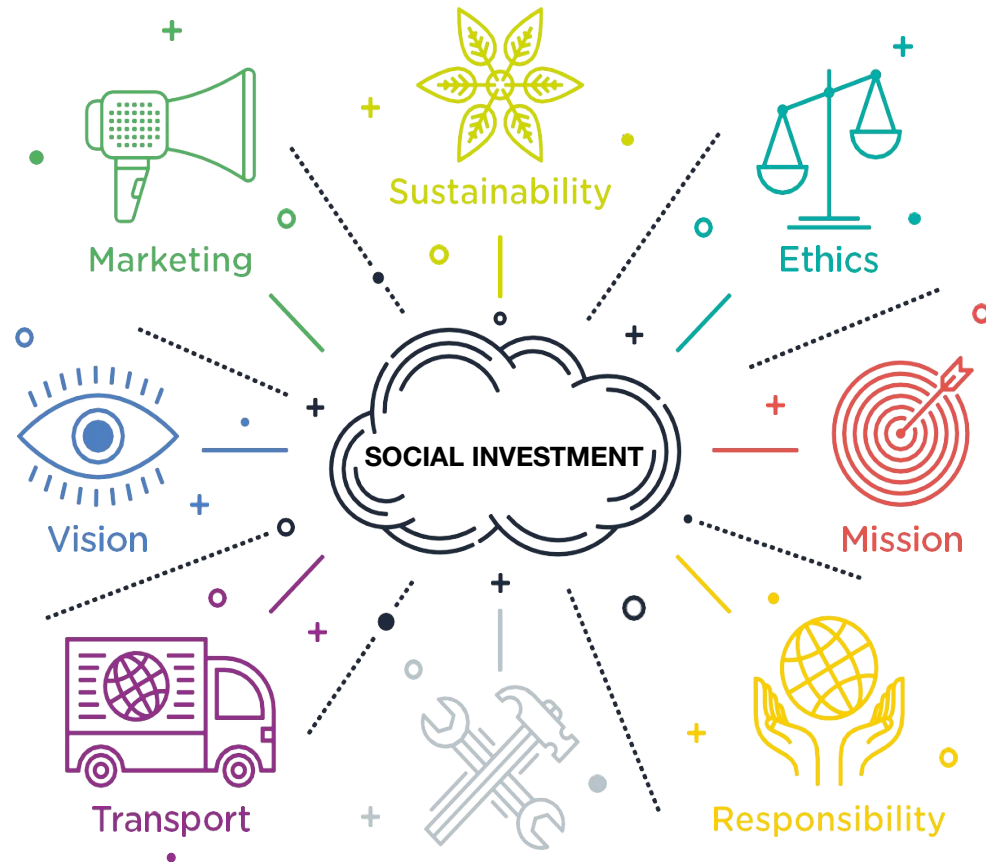 Sustainability
Marketing
Ethics
SOCIAL INVESTMENT
Vision
Mission
Transport
Responsibility